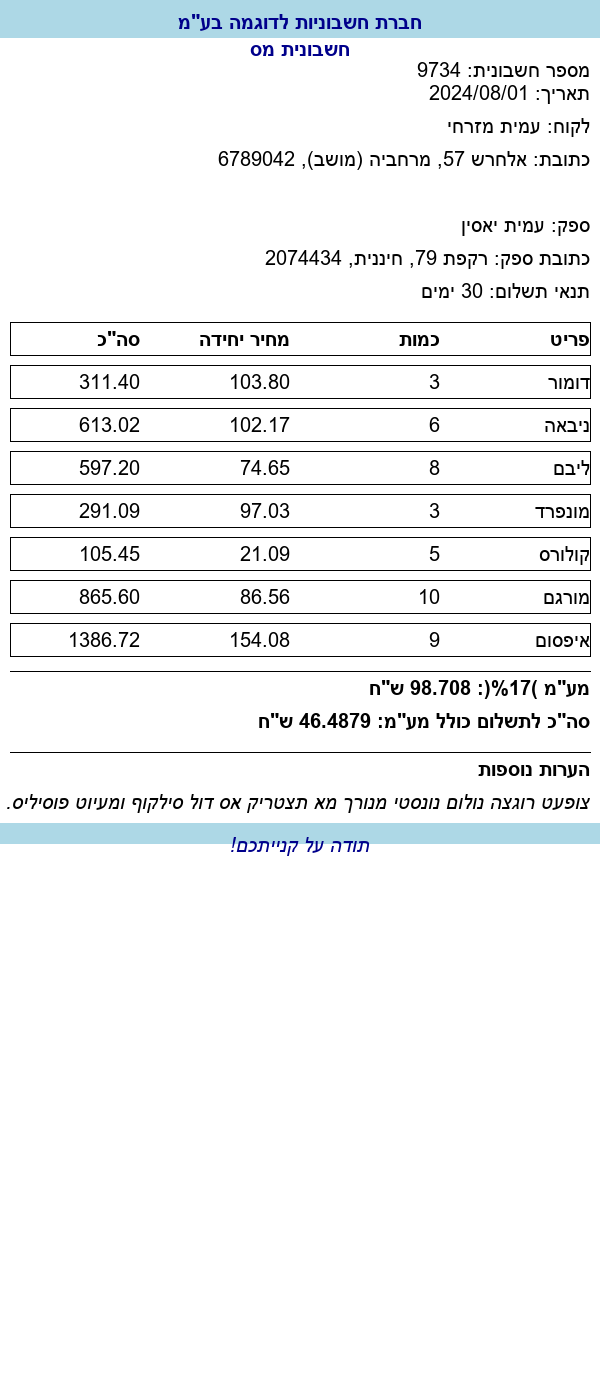 חברת חשבוניות לדוגמה בע"מ
חשבונית מס
מספר חשבונית: 9734
תאריך: 2024/08/01
לקוח: עמית מזרחי
כתובת: אלחרש 57, מרחביה (מושב), 6789042
ספק: עמית יאסין
כתובת ספק: רקפת 79, חיננית, 2074434
תנאי תשלום: 30 ימים
פריט כמות מחיר יחידה סה"כ
דומור 3 103.80 311.40
ניבאה 6 102.17 613.02
ליבם 8 74.65 597.20
מונפרד 3 97.03 291.09
קולורס 5 21.09 105.45
מורגם 10 86.56 865.60
איפסום 9 154.08 1386.72
מע"מ )17%(: 98.708 ש"ח
סה"כ לתשלום כולל מע"מ: 46.4879 ש"ח
הערות נוספות
צופעט רוגצה נולום נונסטי מנורך מא תצטריק אס דול סילקוף ומעיוט פוסיליס.
תודה על קנייתכם!